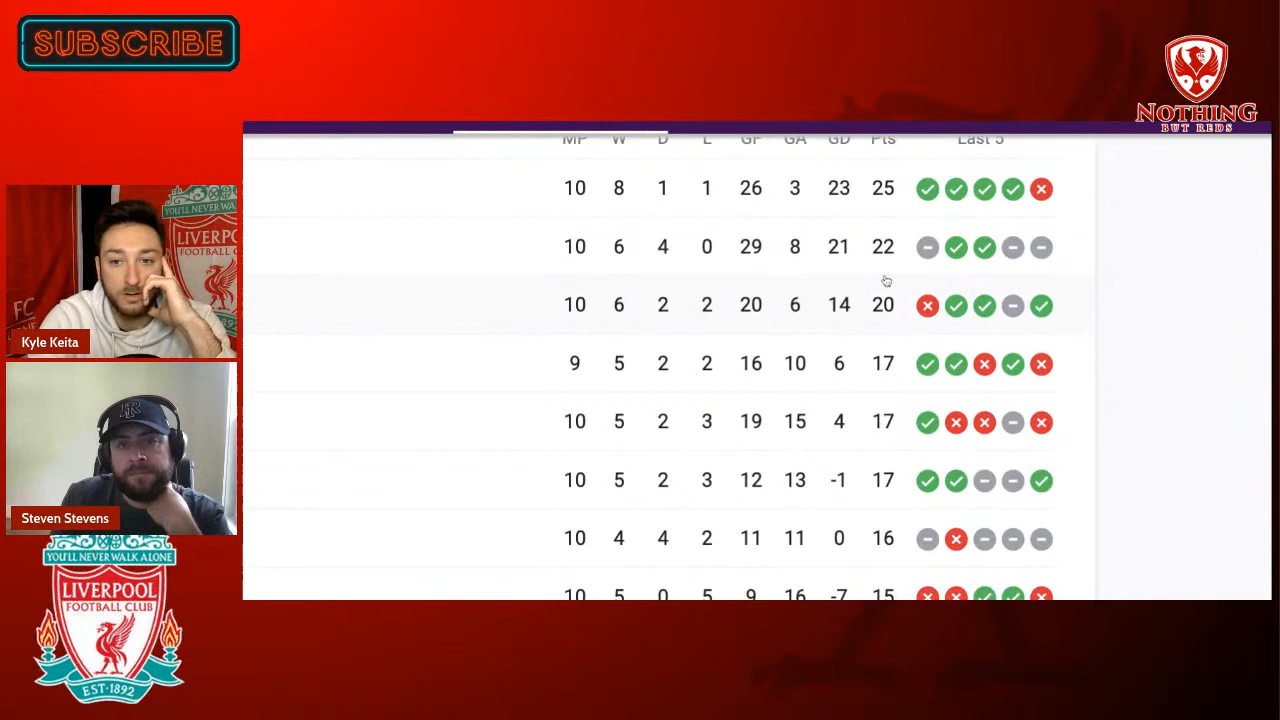 SUBSCRIBE
NOTHING
BUT REDS
MP W D L GF GA GD Pts Last 5
10 8 1 1 26 3 23 25
10 6 4 0 29 8 21 22
10 6 2 2 20 6 14 20
9 5 2 2 16 10 6 17
10 5 2 3 19 15 4 17
10 5 2 3 12 13 -1 17
10 4 4 2 11 11 0 16
10 5 0 5 9 16 -7 15
YOU'LL NEVER WA
LIVERPOOL
FOOTBALL CL
FC
Kyle Keita
Steven Stevens
YOU'LL NEVER WALK ALONE
LIVERPOOL
FOOTBALL CLUB
EST·1892